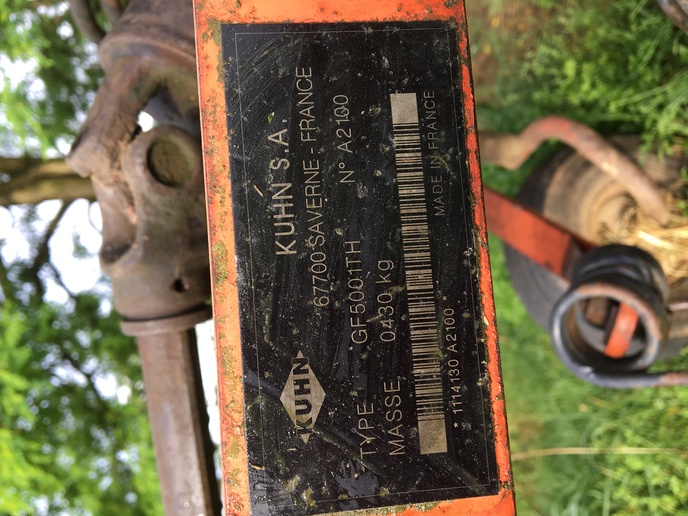 KUHN
KUHN S.A.
67700 SAVERNE - FRANCE
TYPE GF5001TH N° A2100
MASSE 0430 kg
* 1114130 A2100
MADE IN FRANCE